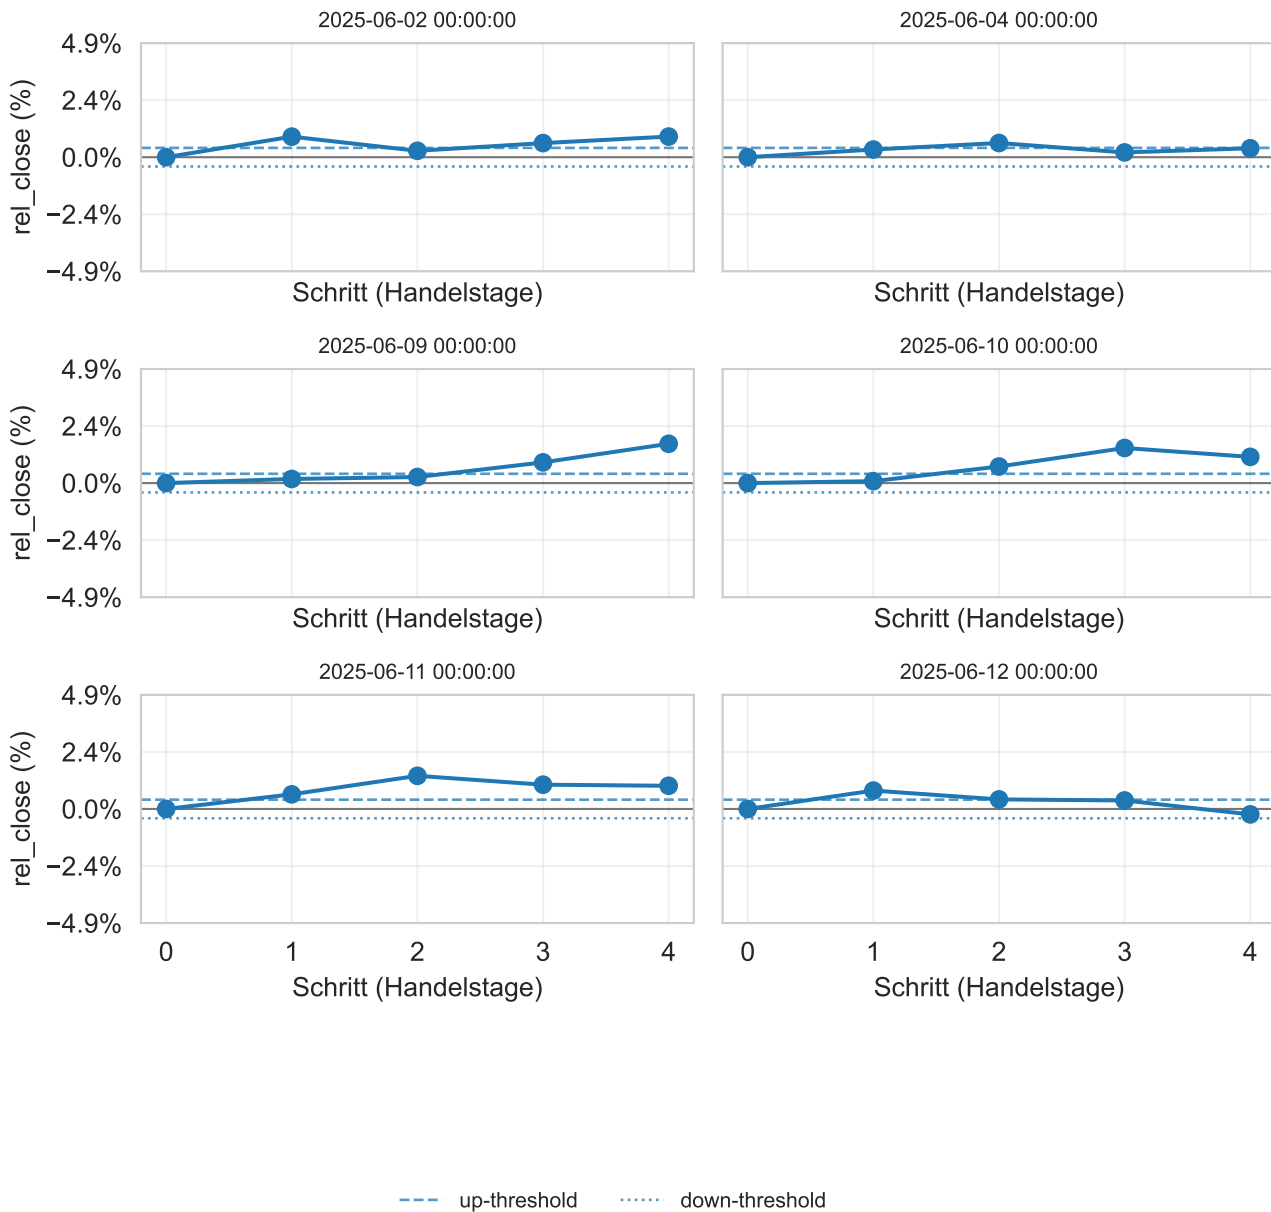 2025-06-02 00:00:00 2025-06-04 00:00:00
4.9%
2.4%
0.0%
−2.4%
−4.9%
rel_close (%)
Schritt (Handelstage) Schritt (Handelstage)
2025-06-09 00:00:00 2025-06-10 00:00:00
4.9%
2.4%
0.0%
−2.4%
−4.9%
rel_close (%)
Schritt (Handelstage) Schritt (Handelstage)
2025-06-11 00:00:00 2025-06-12 00:00:00
4.9%
2.4%
0.0%
−2.4%
−4.9%
rel_close (%)
0 1 2 3 4 0 1 2 3 4
Schritt (Handelstage) Schritt (Handelstage)
up-threshold down-threshold